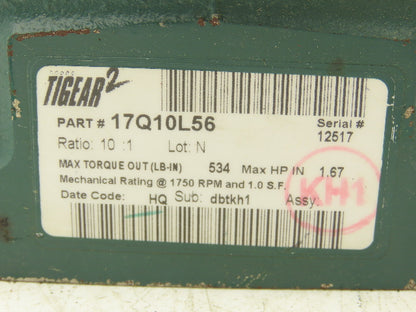 DODGE
TIGEAR2
PART # 17Q10L56 Serial #
12517
Ratio: 10 :1 Lot: N
MAX TORQUE OUT (LB-IN) 534 Max HP IN 1.67
Mechanical Rating @ 1750 RPM and 1.0 S.F.
Date Code: HQ Sub: dbtkh1 Assy:
KH1